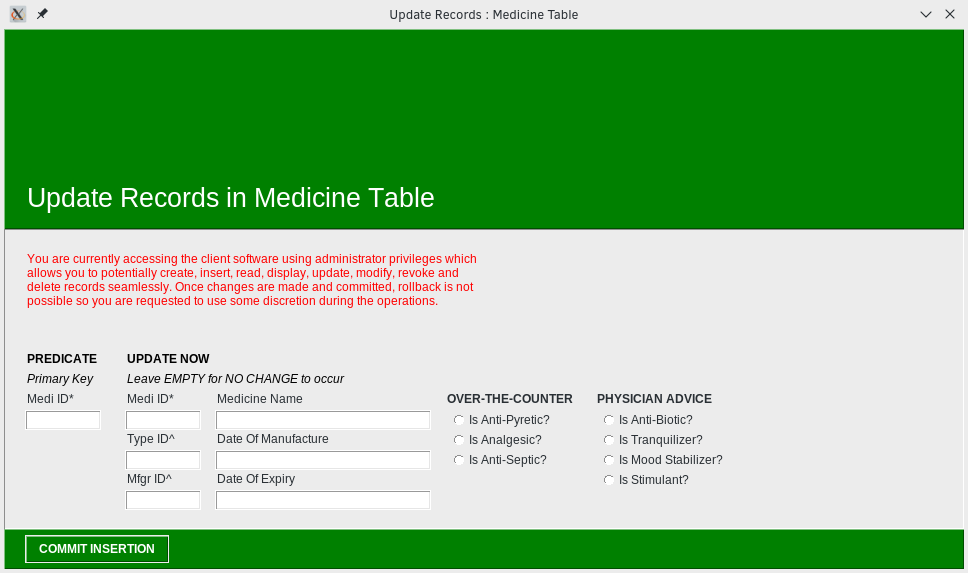 Update Records : Medicine Table
Update Records in Medicine Table
You are currently accessing the client software using administrator privileges which
allows you to potentially create, insert, read, display, update, modify, revoke and
delete records seamlessly. Once changes are made and committed, rollback is not
possible so you are requested to use some discretion during the operations.
PREDICATE
Primary Key
Medi ID*
UPDATE NOW
Leave EMPTY for NO CHANGE to occur
Medi ID*
Medicine Name
Type ID^
Date Of Manufacture
Mfgr ID^
Date Of Expiry
OVER-THE-COUNTER
Is Anti-Pyretic?
Is Analgesic?
Is Anti-Septic?
PHYSICIAN ADVICE
Is Anti-Biotic?
Is Tranquilizer?
Is Mood Stabilizer?
Is Stimulant?
COMMIT INSERTION